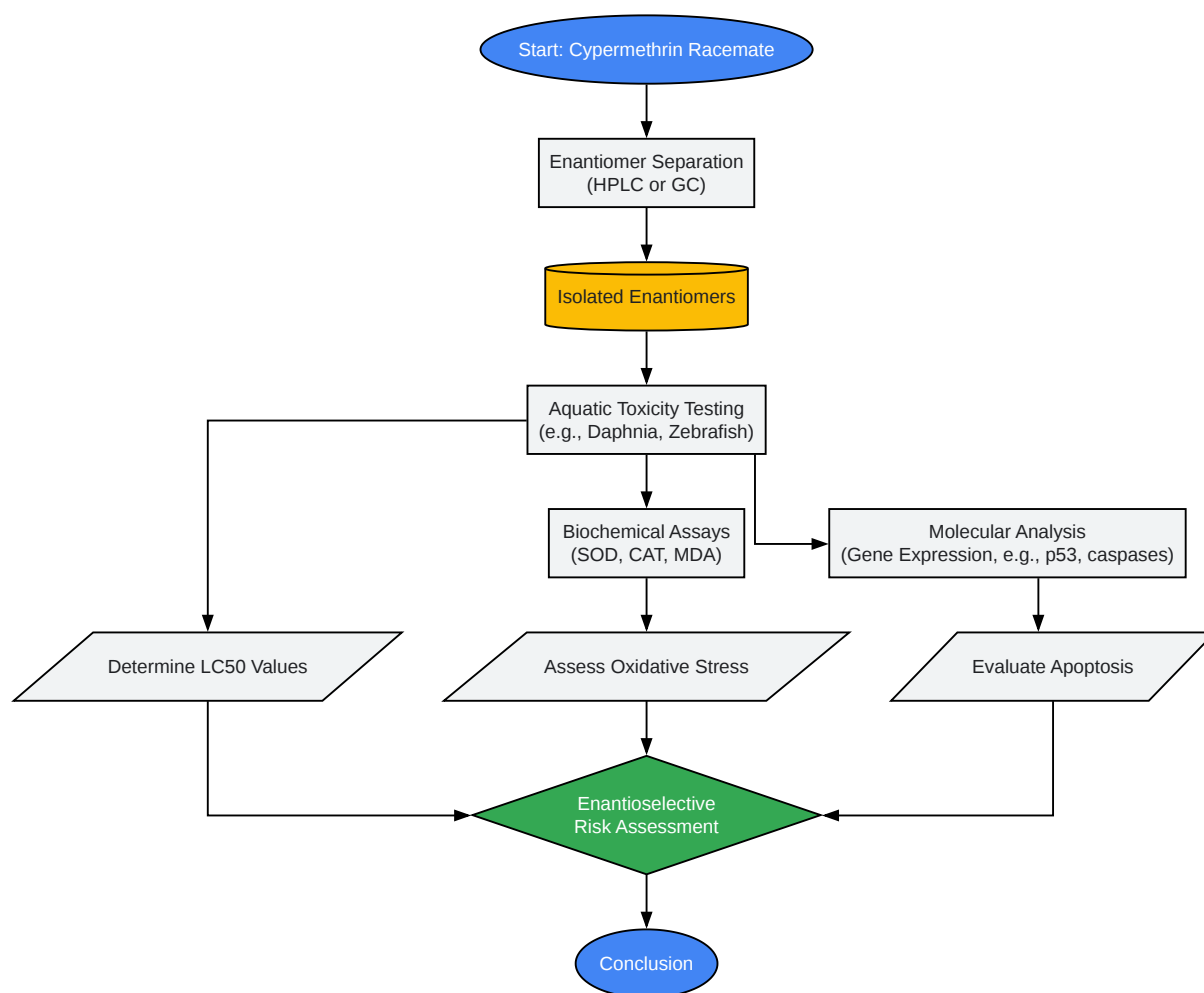 Start: Cypermethrin Racemate
Enantiomer Separation
(HPLC or GC)
Isolated Enantiomers
Aquatic Toxicity Testing
(e.g., Daphnia, Zebrafish)
Biochemical Assays
(SOD, CAT, MDA)
Molecular Analysis
(Gene Expression, e.g., p53, caspases)
Determine LC50 Values
Assess Oxidative Stress
Evaluate Apoptosis
Enantioselective
Risk Assessment
Conclusion